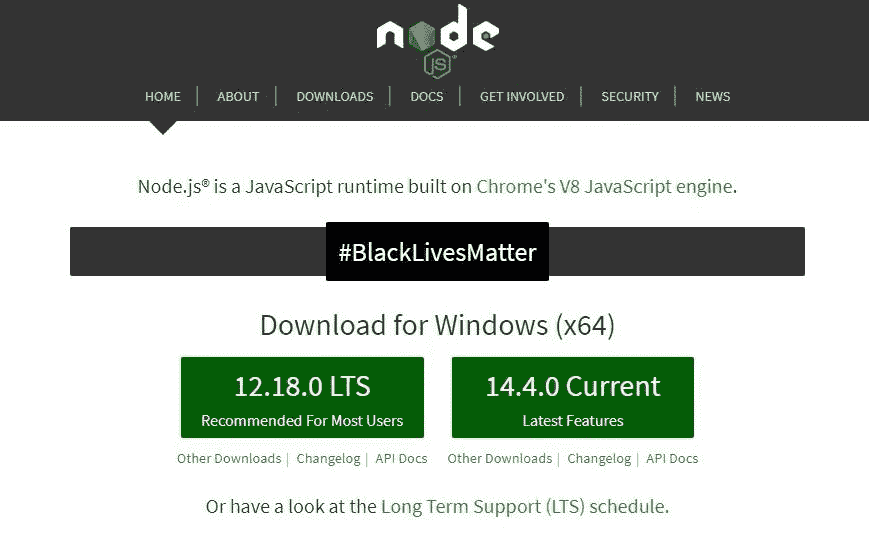 node
JS®
HOME | ABOUT | DOWNLOADS | DOCS | GET INVOLVED | SECURITY | NEWS
Node.js® is a JavaScript runtime built on Chrome's V8 JavaScript engine.
#BlackLivesMatter
Download for Windows (x64)
12.18.0 LTS 14.4.0 Current
Recommended For Most Users Latest Features
Other Downloads | Changelog | API Docs Other Downloads | Changelog | API Docs
Or have a look at the Long Term Support (LTS) schedule.